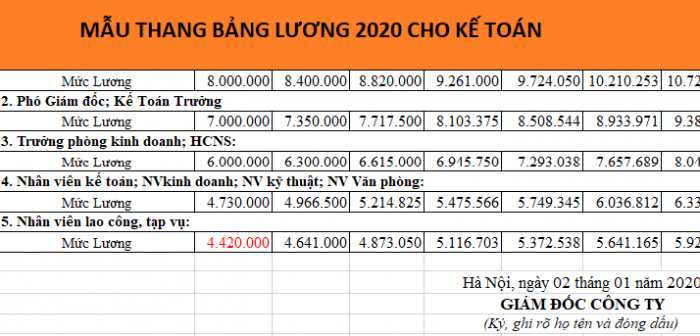 MẪU THANG BẢNG LƯƠNG 2020 CHO KẾ TOÁN
Mức Lương 8.000.000 8.400.000 8.820.000 9.261.000 9.724.050 10.210.253 10.72
2. Phó Giám đốc; Kế Toán Trưởng
Mức Lương 7.000.000 7.350.000 7.717.500 8.103.375 8.508.544 8.933.971 9.38
3. Trưởng phòng kinh doanh; HCNS:
Mức Lương 6.000.000 6.300.000 6.615.000 6.945.750 7.293.038 7.657.689 8.04
4. Nhân viên kế toán; NVkinh doanh; NV kỹ thuật; NV Văn phòng:
Mức Lương 4.730.000 4.966.500 5.214.825 5.475.566 5.749.345 6.036.812 6.33
5. Nhân viên lao công, tạp vụ:
Mức Lương 4.420.000 4.641.000 4.873.050 5.116.703 5.372.538 5.641.165 5.92
Hà Nội, ngày 02 tháng 01 năm 2020
GIÁM ĐỐC CÔNG TY
(Ký, ghi rõ họ tên và đóng dấu)